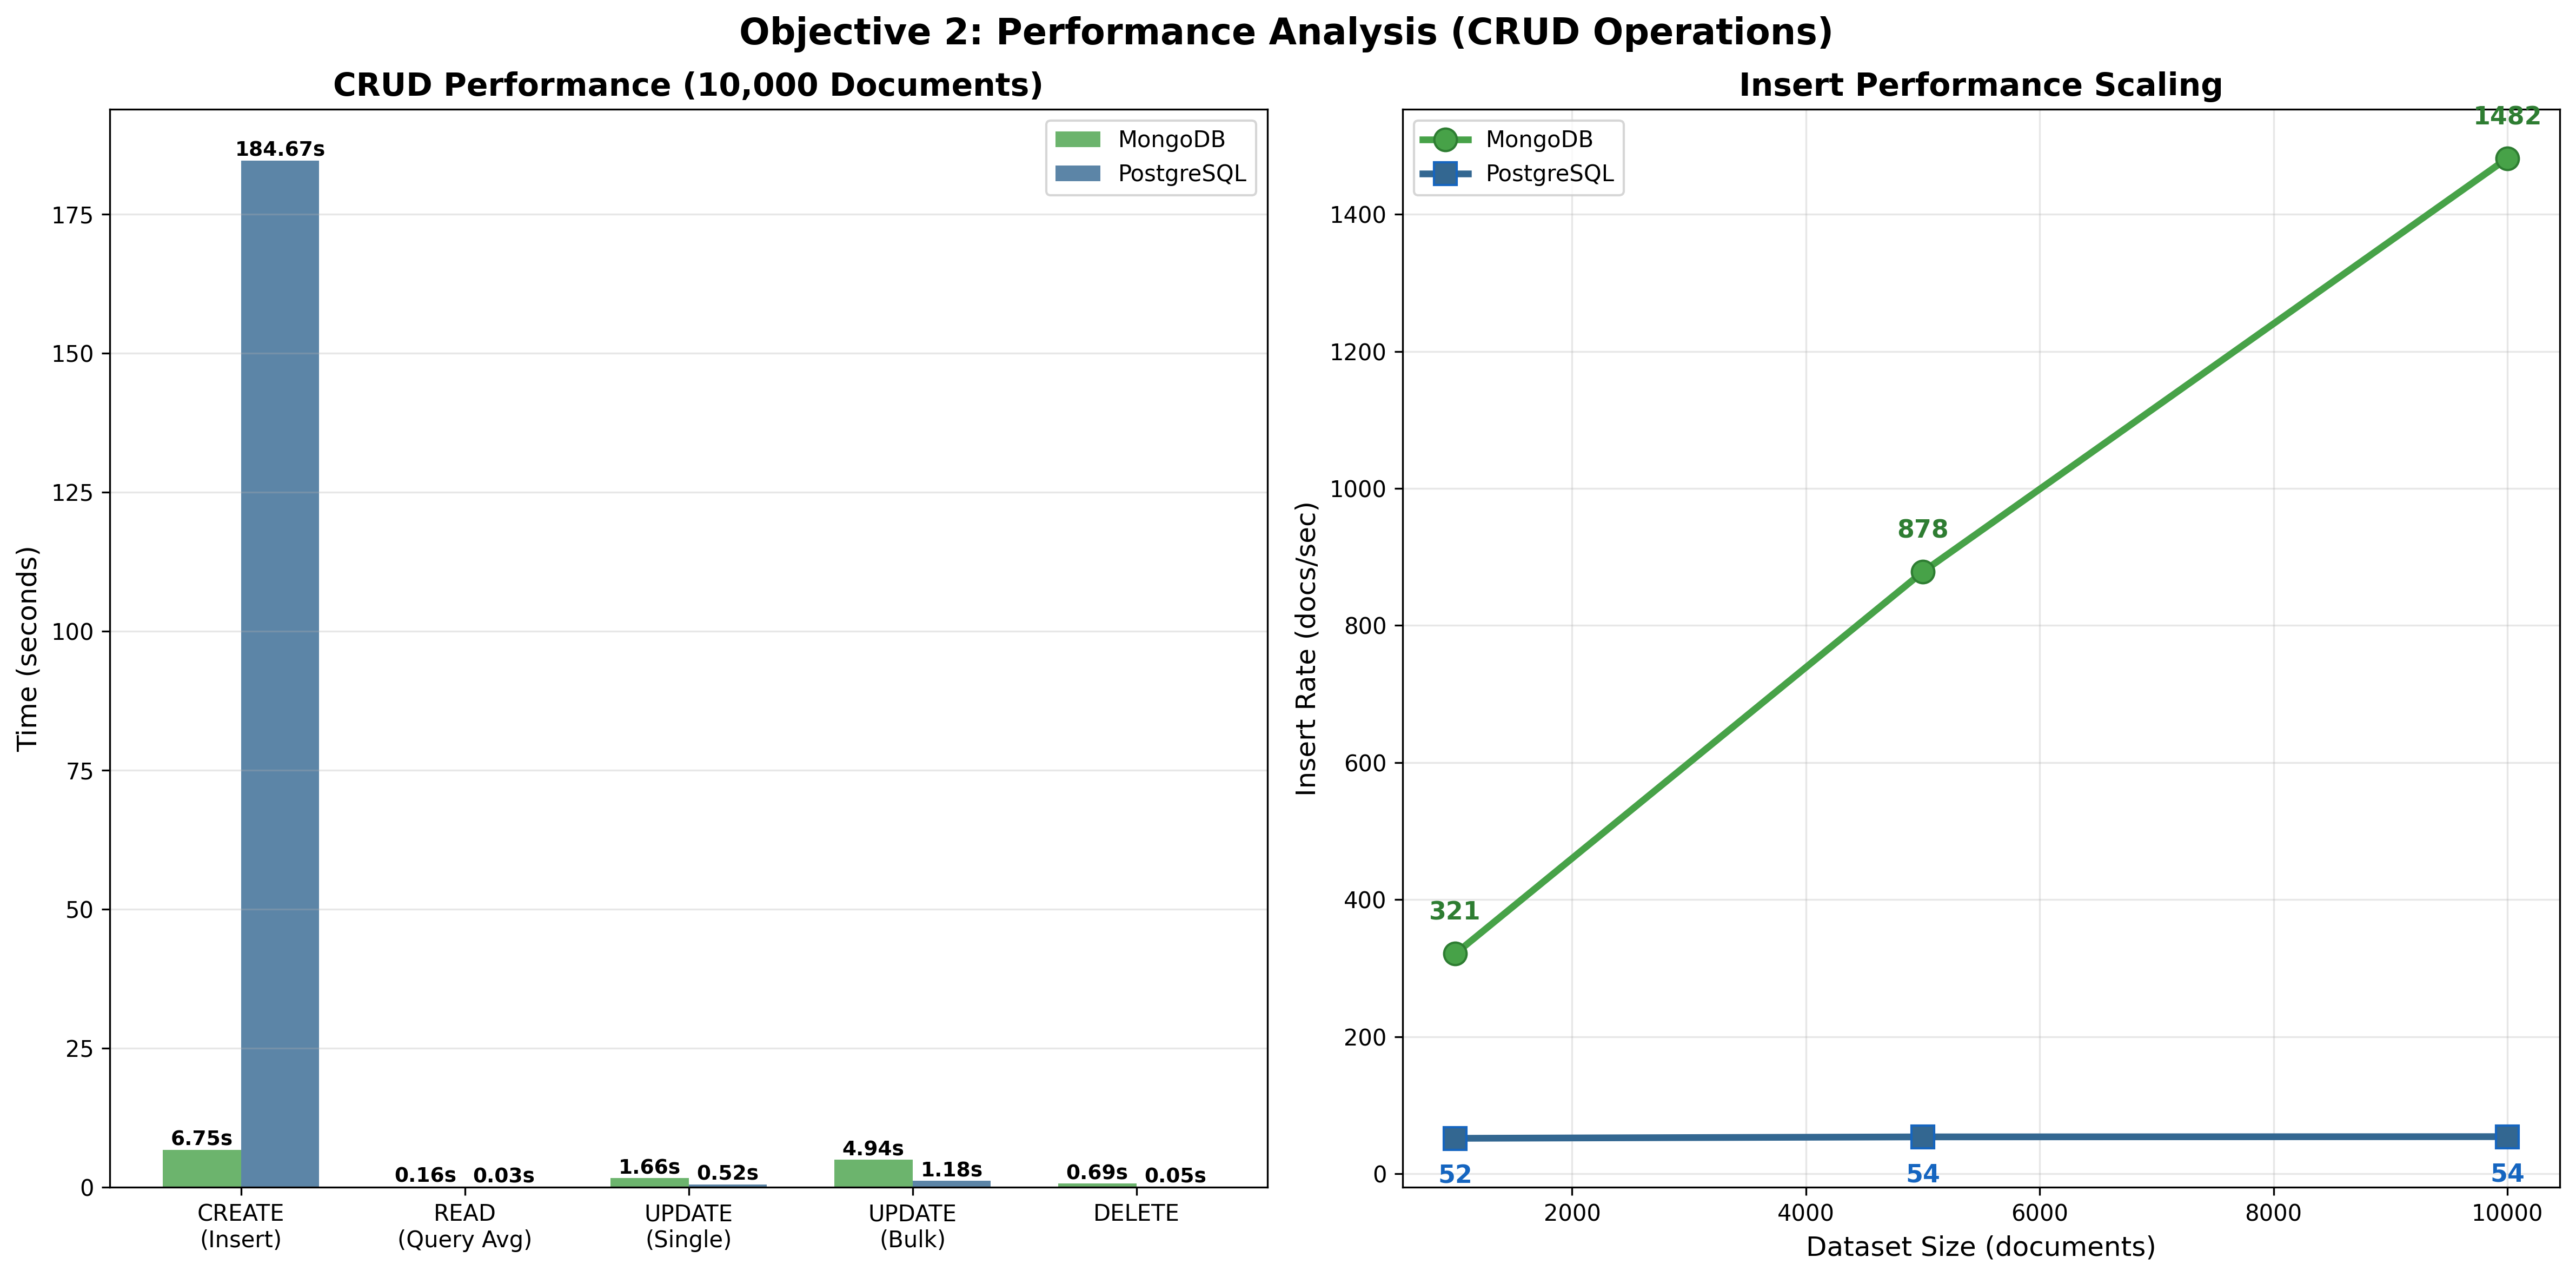 Objective 2: Performance Analysis (CRUD Operations)
CRUD Performance (10,000 Documents)
MongoDB
PostgreSQL
184.67s
6.75s
0.16s
0.03s
1.66s
0.52s
4.94s
1.18s
0.69s
0.05s
Time (seconds)
175
150
125
100
75
50
25
0
CREATE
(Insert)
READ
(Query Avg)
UPDATE
(Single)
UPDATE
(Bulk)
DELETE
Insert Performance Scaling
MongoDB
PostgreSQL
1482
878
321
52
54
54
Insert Rate (docs/sec)
1400
1200
1000
800
600
400
200
0
2000
4000
6000
8000
10000
Dataset Size (documents)